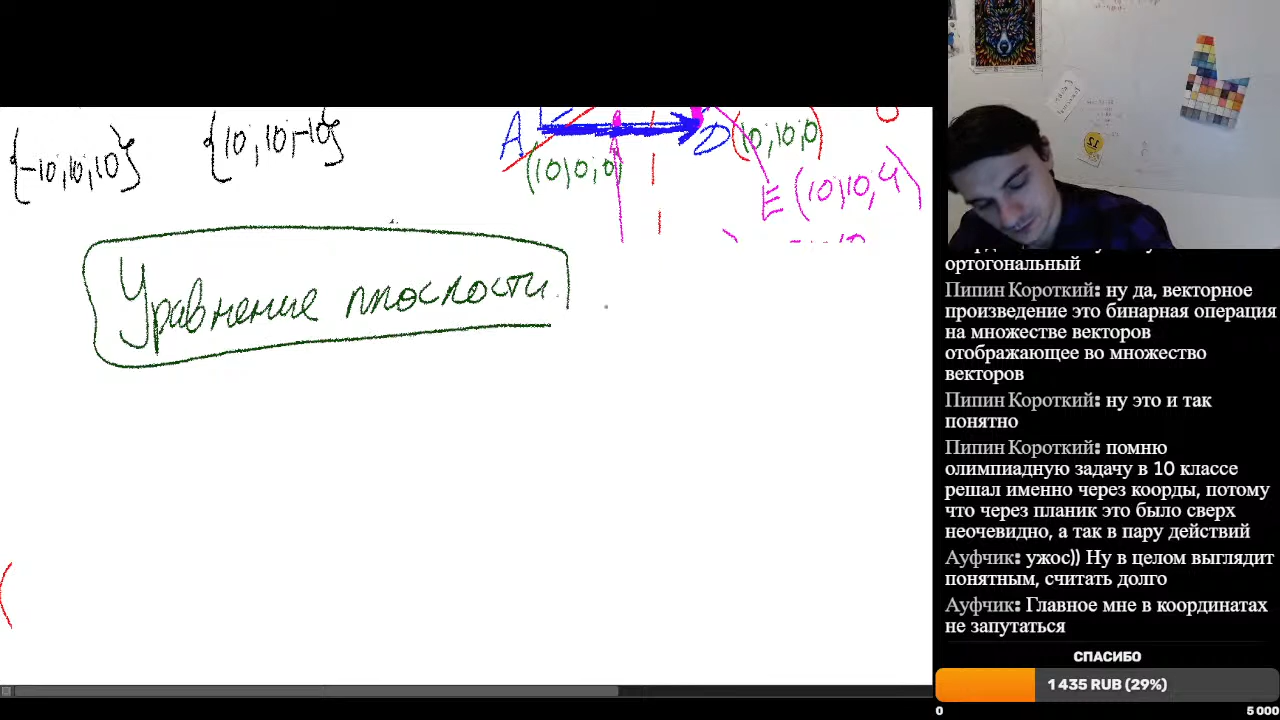 {-10; 10; 10}
{10; 10; -10}
A
D
(10; 0; 0)
(10; 10; 0)
E (10; 10; 4
Уравнение плоскости
ортогональный
Пипин Короткий: ну да, векторное
произведение это бинарная операция
на множестве векторов
отображающее во множество
векторов
Пипин Короткий: ну это и так
понятно
Пипин Короткий: помню
олимпиадную задачу в 10 классе
решал именно через коорды, потому
что через планик это было сверх
неочевидно, а так в пару действий
Ауфчик: ужос)) Ну в целом выглядит
понятным, считать долго
Ауфчик: Главное мне в координатах
не запутаться
СПАСИБО
1 435 RUB (29%)
0
5 000